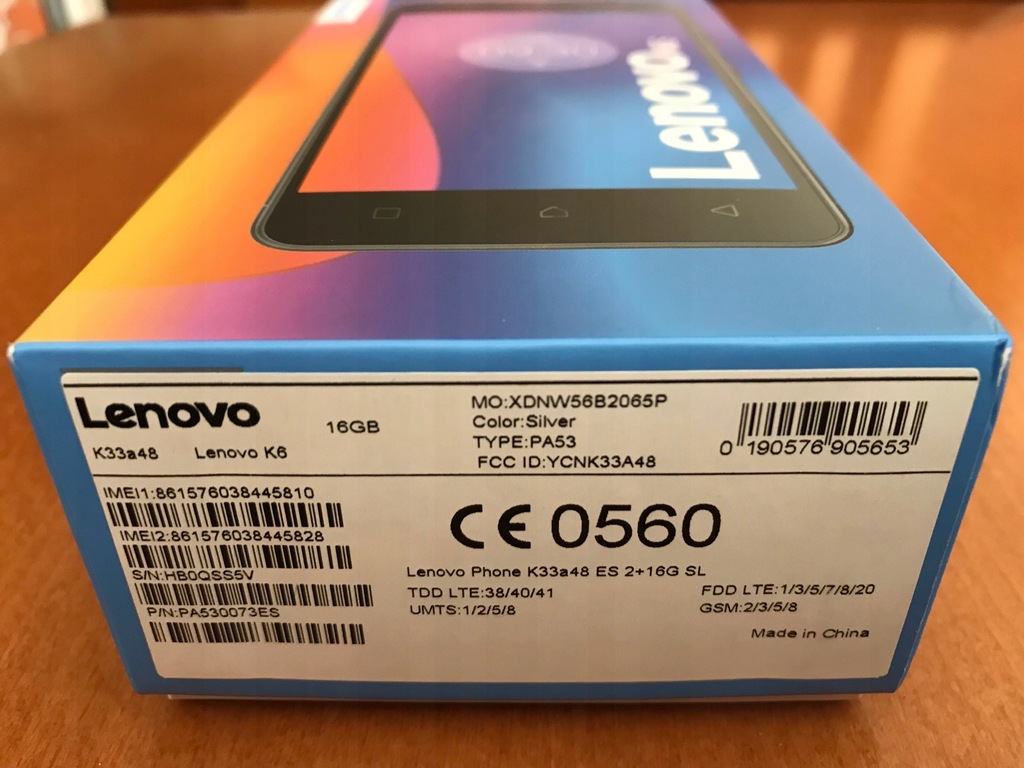 Lenovo
Lenovo
16GB
K33a48 Lenovo K6
MO:XDNW56B2065P
Color:Silver
TYPE:PA53
FCC ID:YCNK33A48
0 190576 905653
IMEI1:861576038445810
IMEI2:861576038445828
S/N:HB0QSS5V
P/N:PA530073ES
CE 0560
Lenovo Phone K33a48 ES 2+16G SL
TDD LTE:38/40/41
FDD LTE:1/3/5/7/8/20
UMTS:1/2/5/8
GSM:2/3/5/8
Made in China